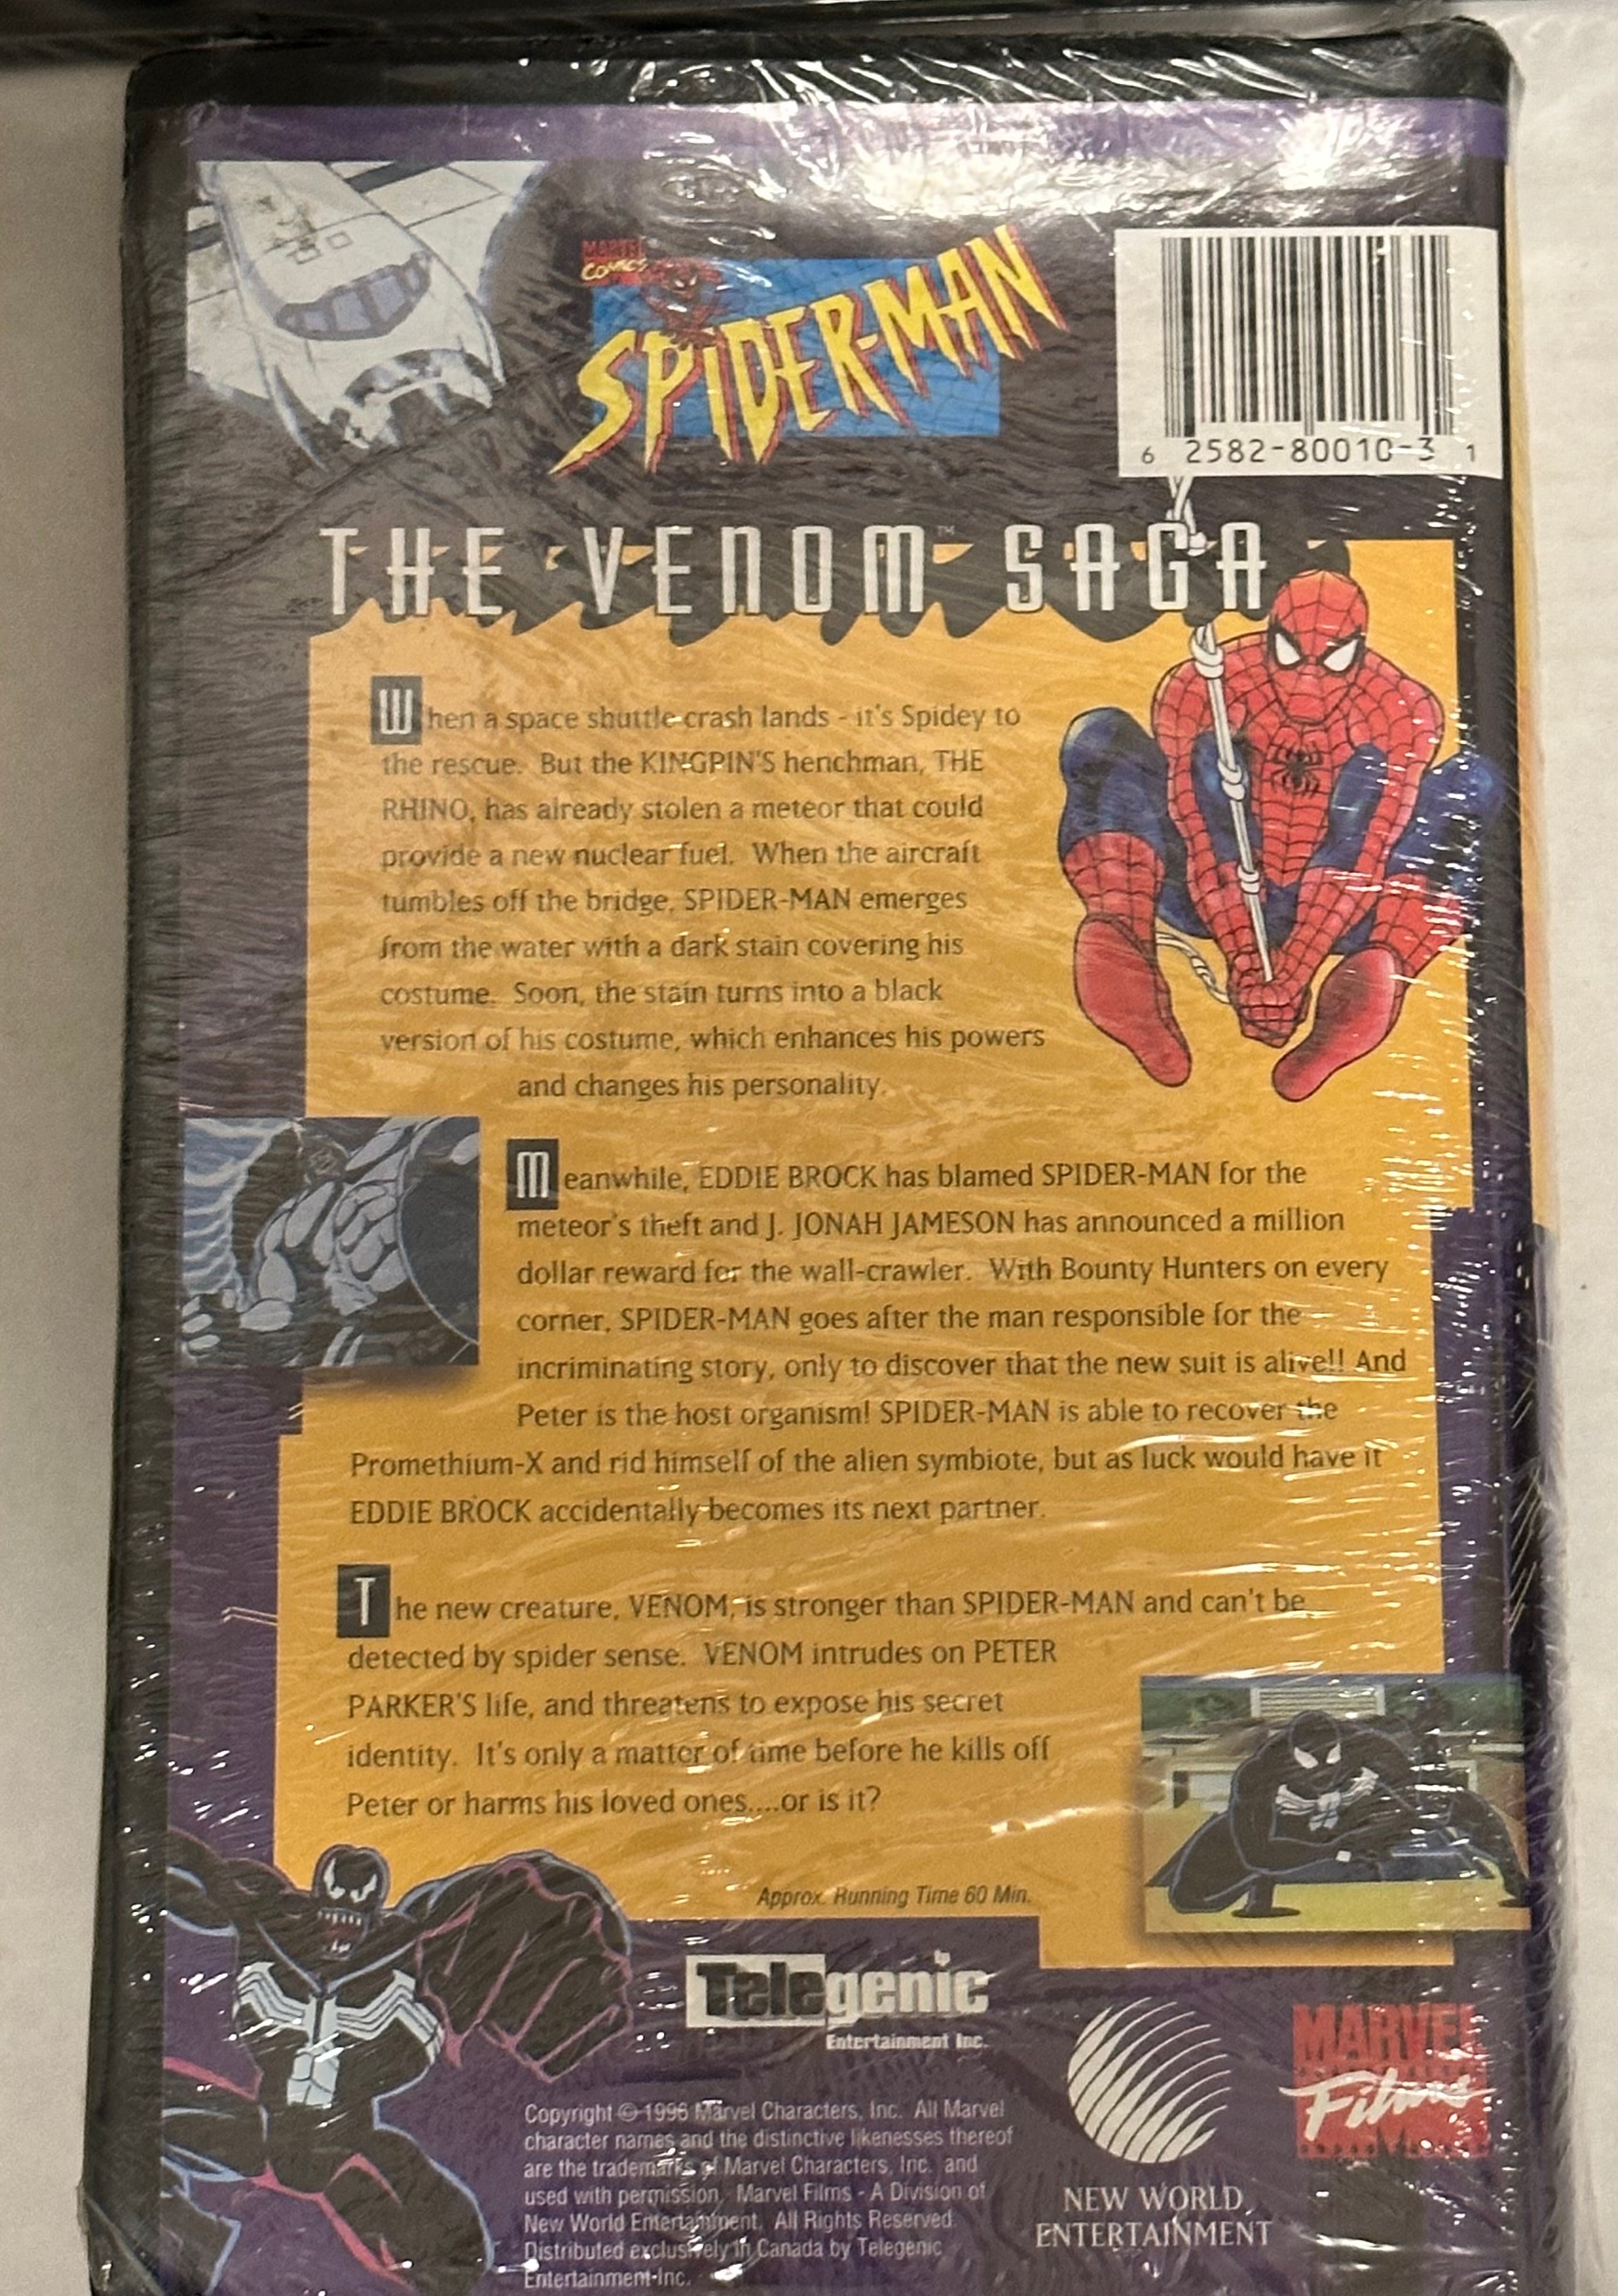 MARVEL
COMICS
SPIDER-MAN
6 2582-80010-3 1
THE VENOM™ SAGA
When a space shuttle crash lands - it's Spidey to
the rescue. But the KINGPIN'S henchman, THE
RHINO, has already stolen a meteor that could
provide a new nuclear fuel. When the aircraft
tumbles off the bridge, SPIDER-MAN emerges
from the water with a dark stain covering his
costume. Soon, the stain turns into a black
version of his costume, which enhances his powers
and changes his personality.
Meanwhile, EDDIE BROCK has blamed SPIDER-MAN for the
meteor's theft and J. JONAH JAMESON has announced a million
dollar reward for the wall-crawler. With Bounty Hunters on every
corner, SPIDER-MAN goes after the man responsible for the
incriminating story, only to discover that the new suit is alive!! And
Peter is the host organism! SPIDER-MAN is able to recover the
Promethium-X and rid himself of the alien symbiote, but as luck would have it
EDDIE BROCK accidentally becomes its next partner.
The new creature, VENOM, is stronger than SPIDER-MAN and can't be
detected by spider sense. VENOM intrudes on PETER
PARKER'S life, and threatens to expose his secret
identity. It's only a matter of time before he kills off
Peter or harms his loved ones....or is it?
Approx. Running Time 60 Min.
Telegenic
Entertainment Inc.
MARVEL
Films
NEW WORLD
ENTERTAINMENT
Copyright © 1996 Marvel Characters, Inc. All Marvel
character names and the distinctive likenesses thereof
are the trademarks of Marvel Characters, Inc. and
used with permission. Marvel Films - A Division of
New World Entertainment. All Rights Reserved.
Distributed exclusively in Canada by Telegenic
Entertainment Inc.